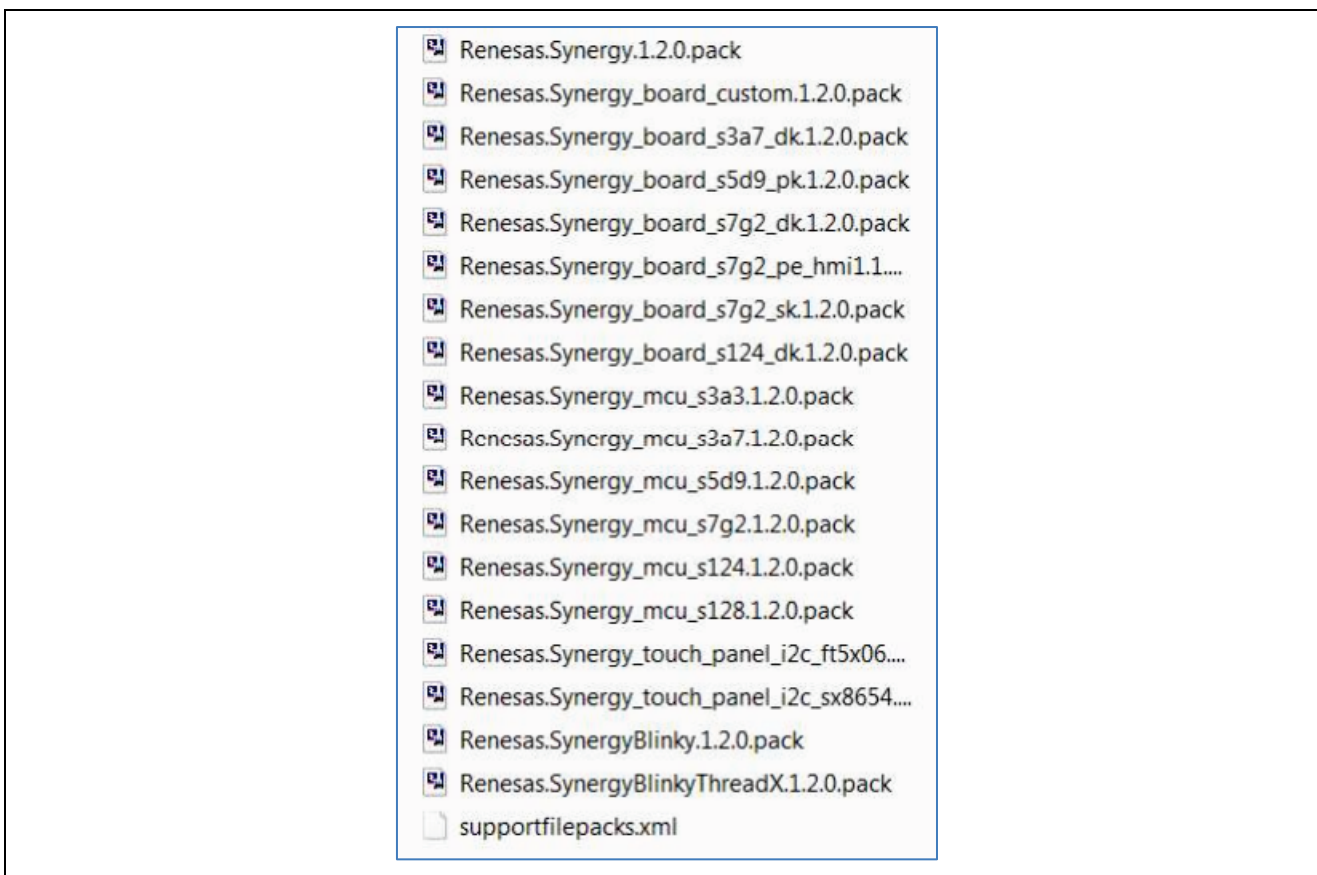 Renesas.Synergy.1.2.0.pack
Renesas.Synergy_board_custom.1.2.0.pack
Renesas.Synergy_board_s3a7_dk.1.2.0.pack
Renesas.Synergy_board_s5d9_pk.1.2.0.pack
Renesas.Synergy_board_s7g2_dk.1.2.0.pack
Renesas.Synergy_board_s7g2_pe_hmi1.1....
Renesas.Synergy_board_s7g2_sk.1.2.0.pack
Renesas.Synergy_board_s124_dk.1.2.0.pack
Renesas.Synergy_mcu_s3a3.1.2.0.pack
Renesas.Synergy_mcu_s3a7.1.2.0.pack
Renesas.Synergy_mcu_s5d9.1.2.0.pack
Renesas.Synergy_mcu_s7g2.1.2.0.pack
Renesas.Synergy_mcu_s124.1.2.0.pack
Renesas.Synergy_mcu_s128.1.2.0.pack
Renesas.Synergy_touch_panel_i2c_ft5x06....
Renesas.Synergy_touch_panel_i2c_sx8654....
Renesas.SynergyBlinky.1.2.0.pack
Renesas.SynergyBlinkyThreadX.1.2.0.pack
supportfilepacks.xml